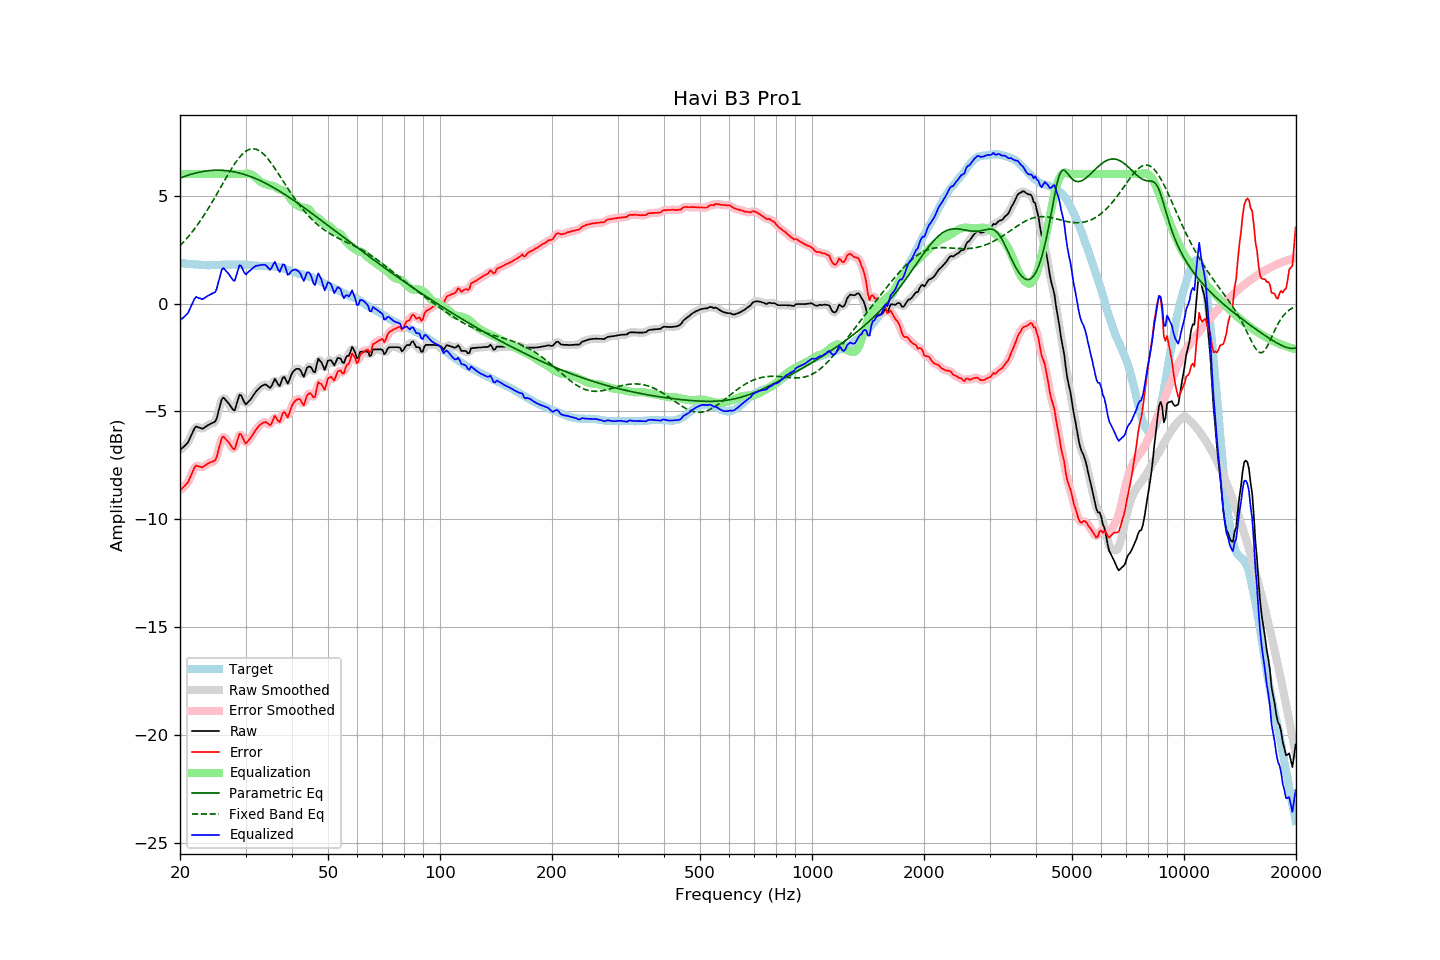 Havi B3 Pro1
Amplitude (dBr)
5
0
−5
−10
−15
−20
−25
Target
Raw Smoothed
Error Smoothed
Raw
Error
Equalization
Parametric Eq
Fixed Band Eq
Equalized
20 50 100 200 500 1000 2000 5000 10000 20000
Frequency (Hz)